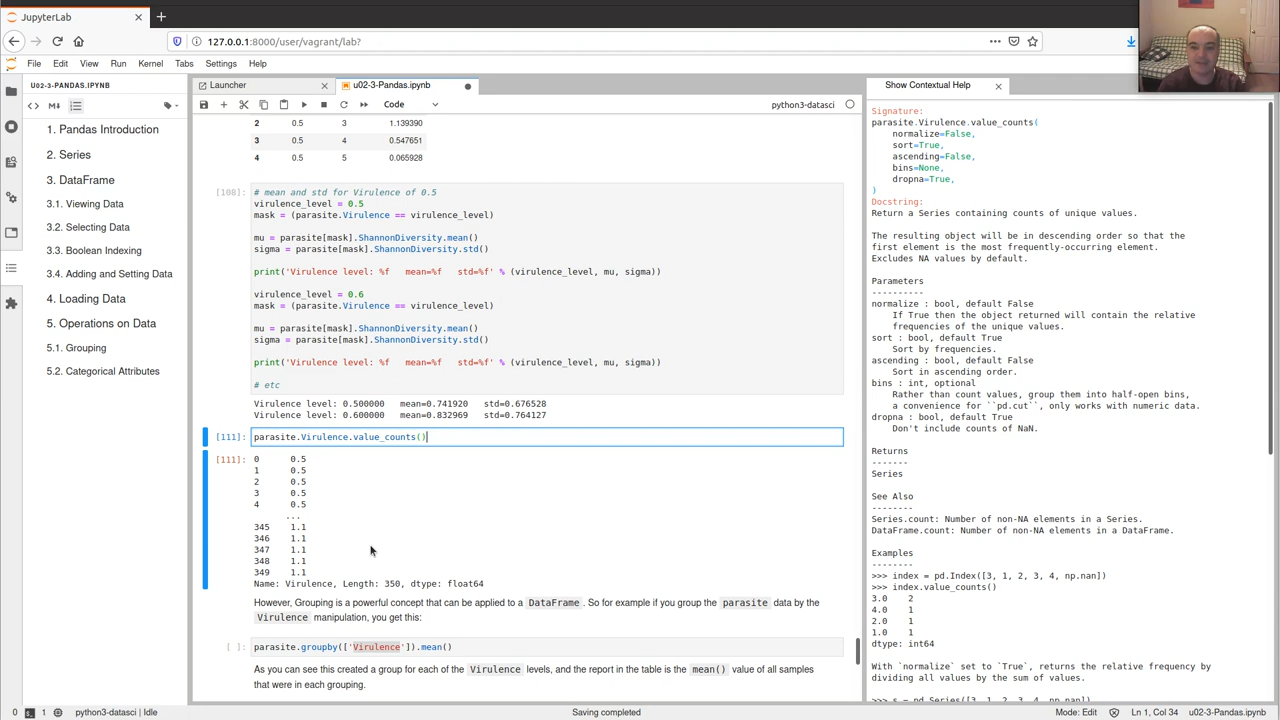 JupyterLab
127.0.0.1:8000/user/vagrant/lab?
File Edit View Run Kernel Tabs Settings Help
U02-3-PANDAS.IPYNB
1. Pandas Introduction
2. Series
3. DataFrame
3.1. Viewing Data
3.2. Selecting Data
3.3. Boolean Indexing
3.4. Adding and Setting Data
4. Loading Data
5. Operations on Data
5.1. Grouping
5.2. Categorical Attributes
Launcher
u02-3-Pandas.ipynb
Code
python3-datasci
2 0.5 3 1.139390
3 0.5 4 0.547651
4 0.5 5 0.065928
[108]: # mean and std for Virulence of 0.5
virulence_level = 0.5
mask = (parasite.Virulence == virulence_level)
mu = parasite[mask].ShannonDiversity.mean()
sigma = parasite[mask].ShannonDiversity.std()
print('Virulence level: %f   mean=%f   std=%f' % (virulence_level, mu, sigma))
virulence_level = 0.6
mask = (parasite.Virulence == virulence_level)
mu = parasite[mask].ShannonDiversity.mean()
sigma = parasite[mask].ShannonDiversity.std()
print('Virulence level: %f   mean=%f   std=%f' % (virulence_level, mu, sigma))
# etc
Virulence level: 0.500000   mean=0.741920   std=0.676528
Virulence level: 0.600000   mean=0.832969   std=0.764127
[111]: parasite.Virulence.value_counts()
[111]: 0 0.5
1 0.5
2 0.5
3 0.5
4 0.5
...
345 1.1
346 1.1
347 1.1
348 1.1
349 1.1
Name: Virulence, Length: 350, dtype: float64
However, Grouping is a powerful concept that can be applied to a DataFrame. So for example if you group the parasite data by the
Virulence manipulation, you get this:
[ ]: parasite.groupby(['Virulence']).mean()
As you can see this created a group for each of the Virulence levels, and the report in the table is the mean() value of all samples
that were in each grouping.
Show Contextual Help
Signature:
parasite.Virulence.value_counts(
normalize=False,
sort=True,
ascending=False,
bins=None,
dropna=True,
)
Docstring:
Return a Series containing counts of unique values.
The resulting object will be in descending order so that the
first element is the most frequently-occurring element.
Excludes NA values by default.
Parameters
----------
normalize : bool, default False
If True then the object returned will contain the relative
frequencies of the unique values.
sort : bool, default True
Sort by frequencies.
ascending : bool, default False
Sort in ascending order.
bins : int, optional
Rather than count values, group them into half-open bins,
a convenience for ``pd.cut``, only works with numeric data.
dropna : bool, default True
Don't include counts of NaN.
Returns
-------
Series
See Also
--------
Series.count: Number of non-NA elements in a Series.
DataFrame.count: Number of non-NA elements in a DataFrame.
Examples
--------
>>> index = pd.Index([3, 1, 2, 3, 4, np.nan])
>>> index.value_counts()
3.0 2
4.0 1
2.0 1
1.0 1
dtype: int64
With `normalize` set to `True`, returns the relative frequency by
dividing all values by the sum of values.
>>> s = pd.Series([3, 1, 2, 3, 4, np.nan])
0 1 python3-datasci | Idle
Saving completed
Mode: Edit Ln 1, Col 34 u02-3-Pandas.ipynb